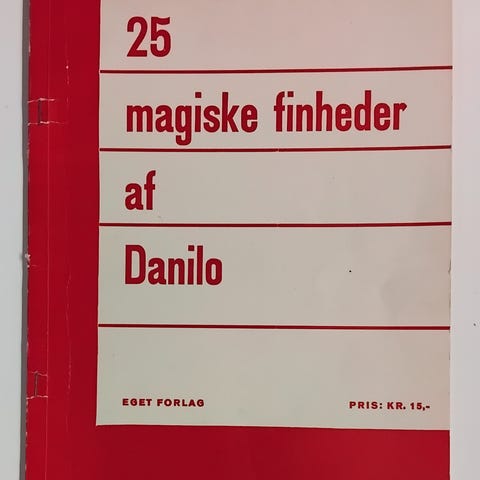 25
magiske finheder
af
Danilo
EGET FORLAG
PRIS: KR. 15,-